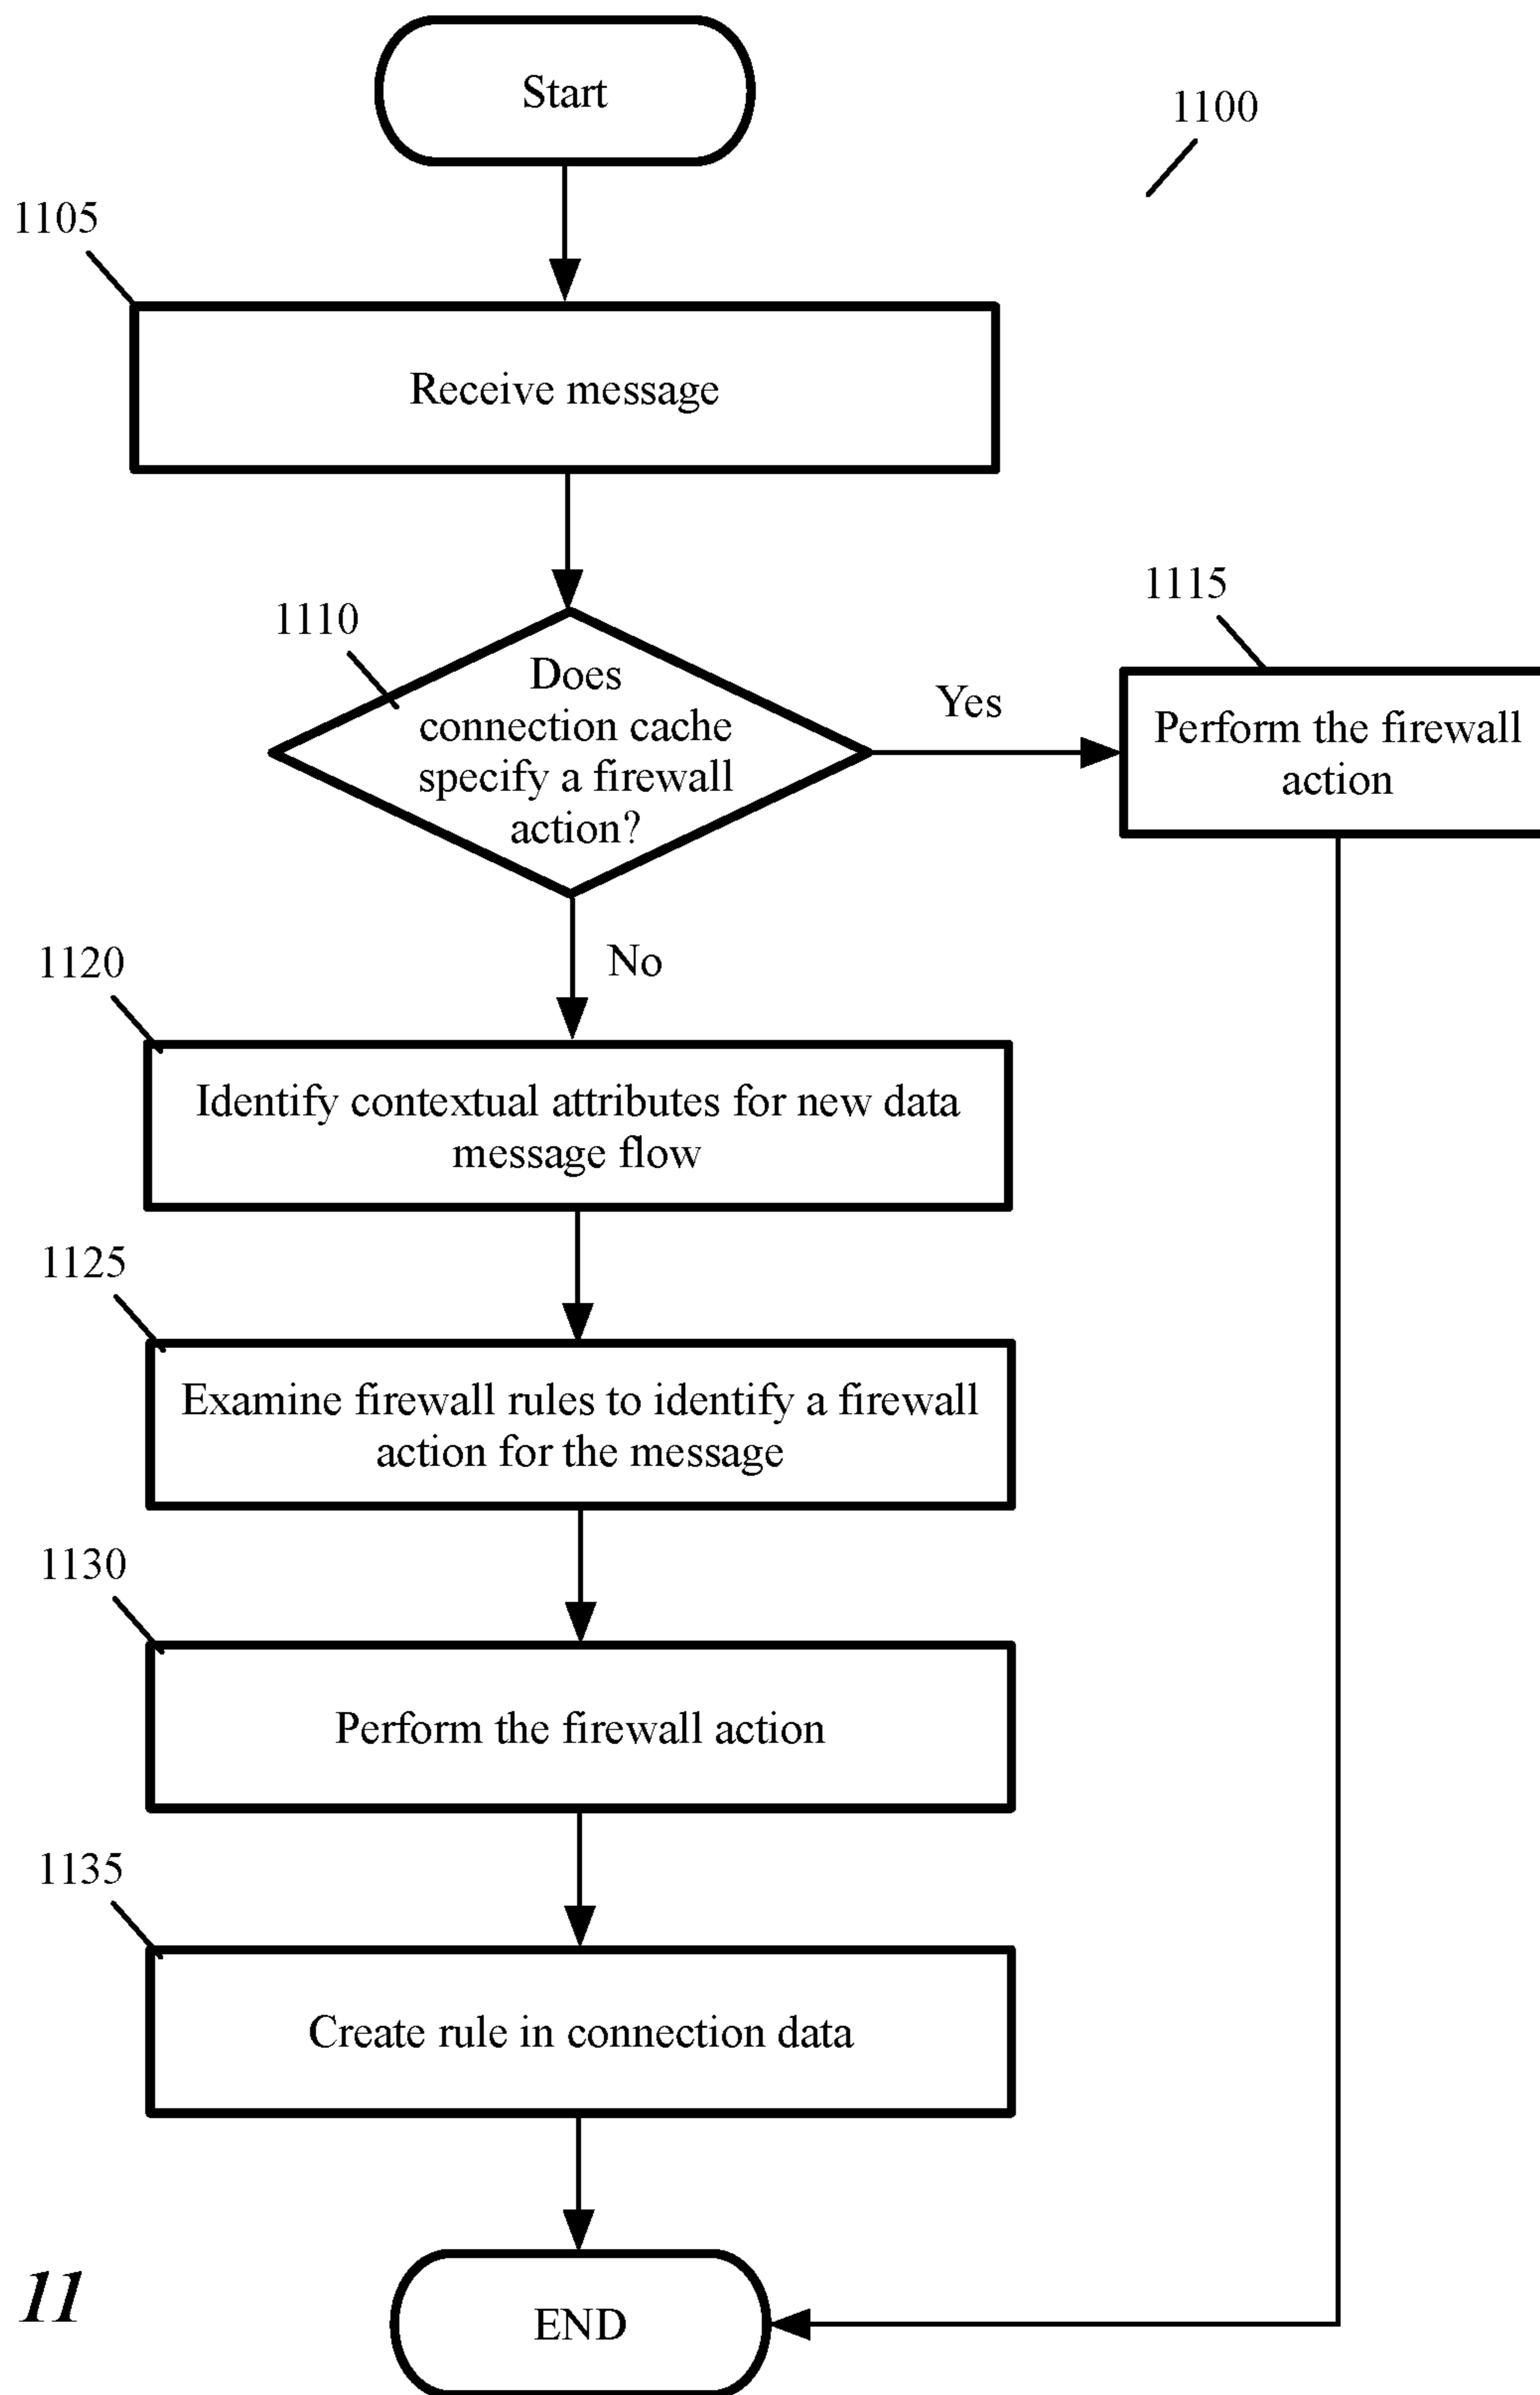 Start
1100
1105
Receive message
1110
Does
connection cache
specify a firewall
action?
Yes
1115
Perform the firewall
action
No
1120
Identify contextual attributes for new data
message flow
1125
Examine firewall rules to identify a firewall
action for the message
1130
Perform the firewall action
1135
Create rule in connection data
11
END